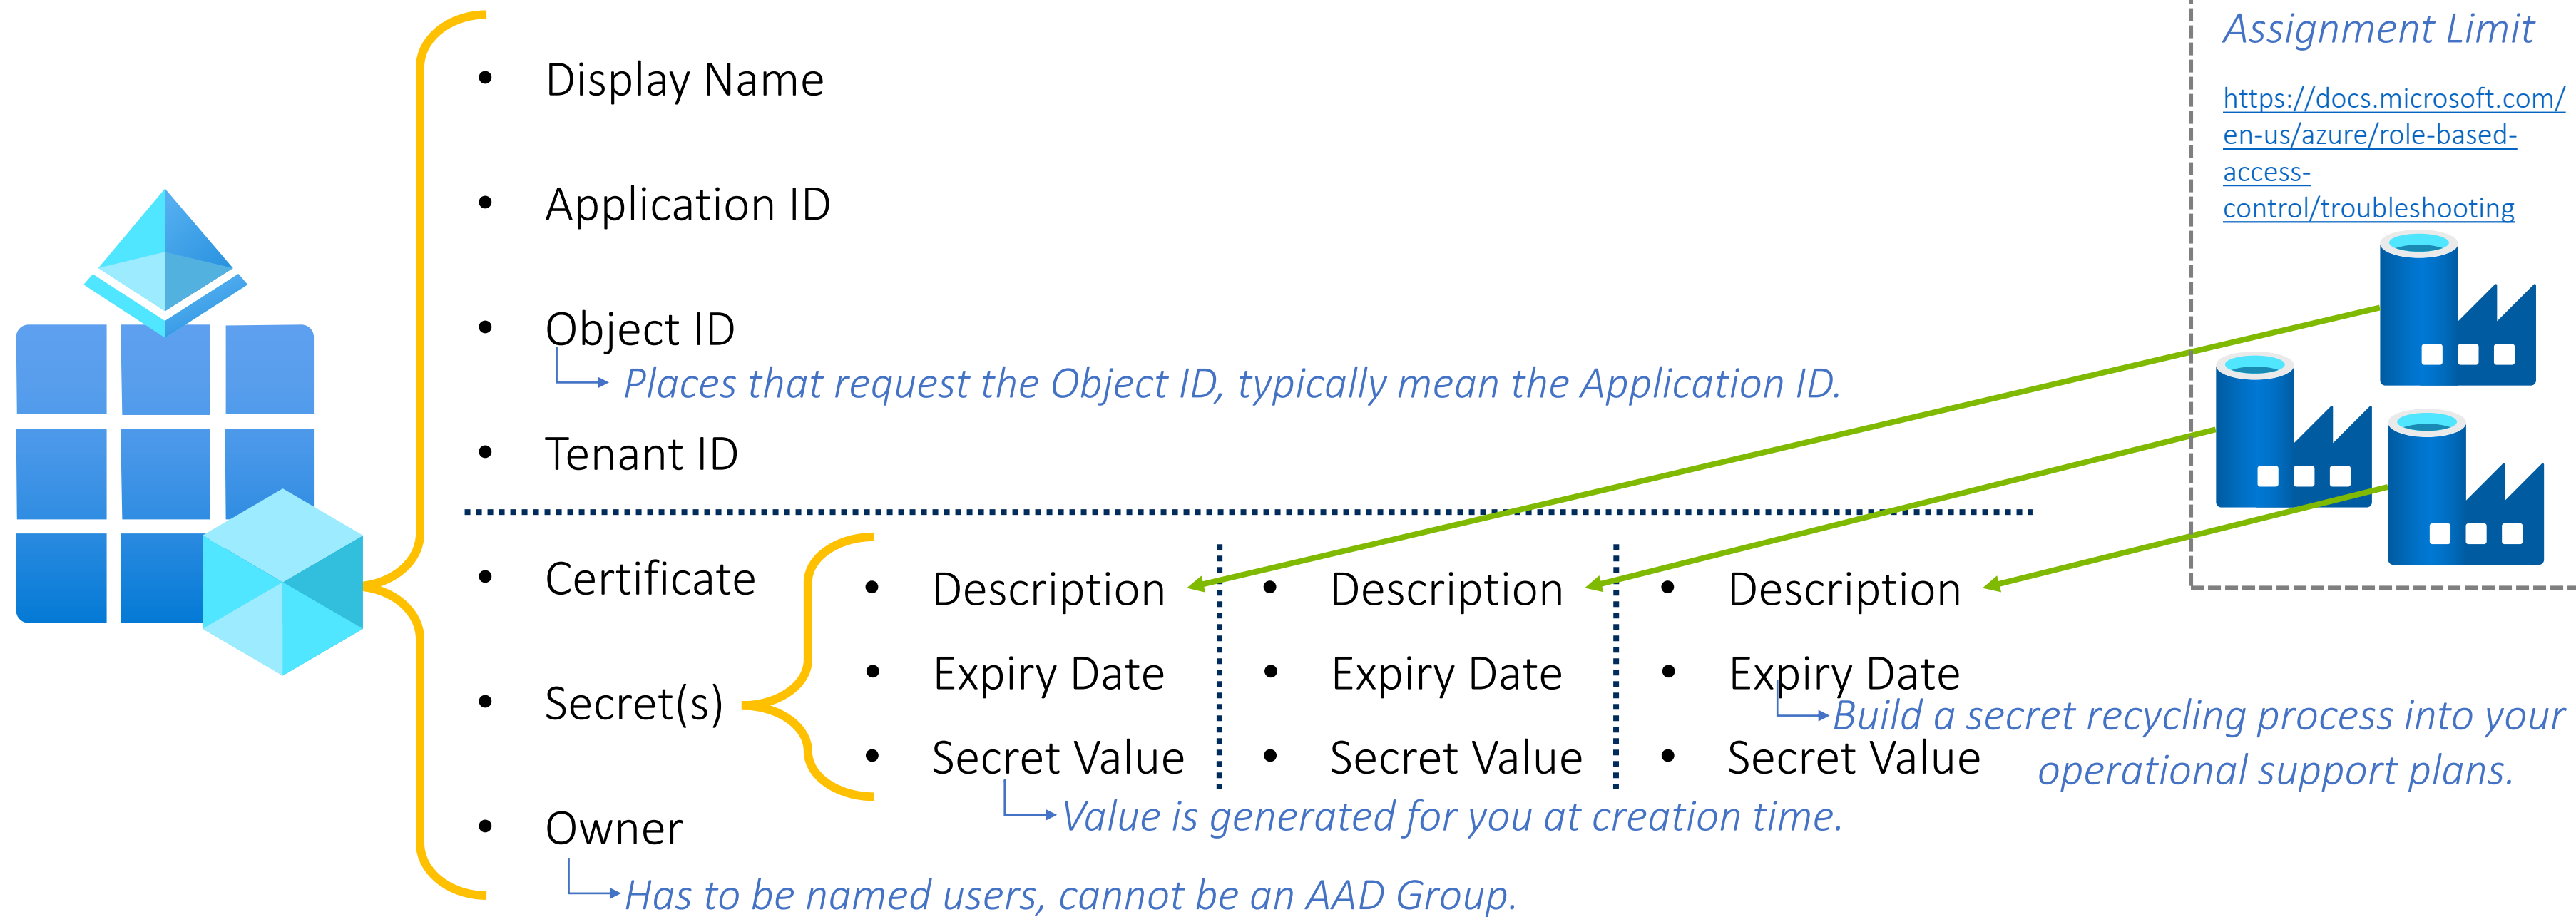 Assignment Limit
https://docs.microsoft.com/
en-us/azure/role-based-
access-
control/troubleshooting
• Display Name
• Application ID
• Object ID
Places that request the Object ID, typically mean the Application ID.
• Tenant ID
• Certificate
• Secret(s)
• Description
• Expiry Date
• Secret Value
Value is generated for you at creation time.
• Description
• Expiry Date
• Secret Value
• Description
• Expiry Date
Build a secret recycling process into your
operational support plans.
• Secret Value
• Owner
Has to be named users, cannot be an AAD Group.